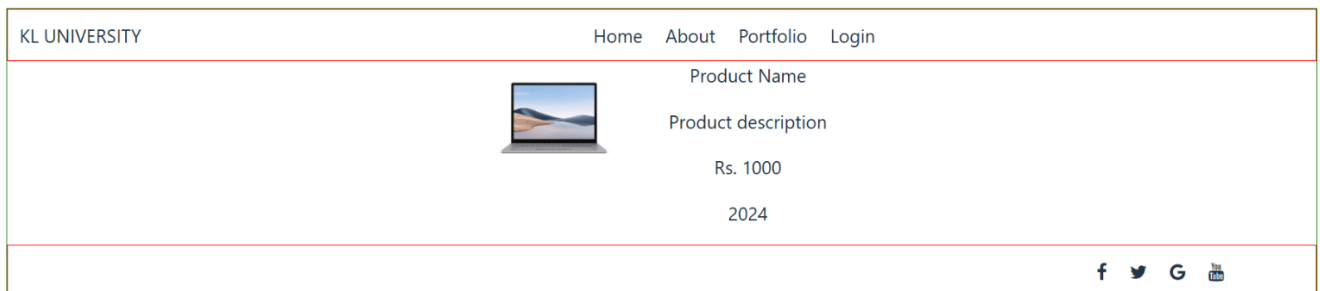 KL UNIVERSITY
Home About Portfolio Login
Product Name
Product description
Rs. 1000
2024
You Tube